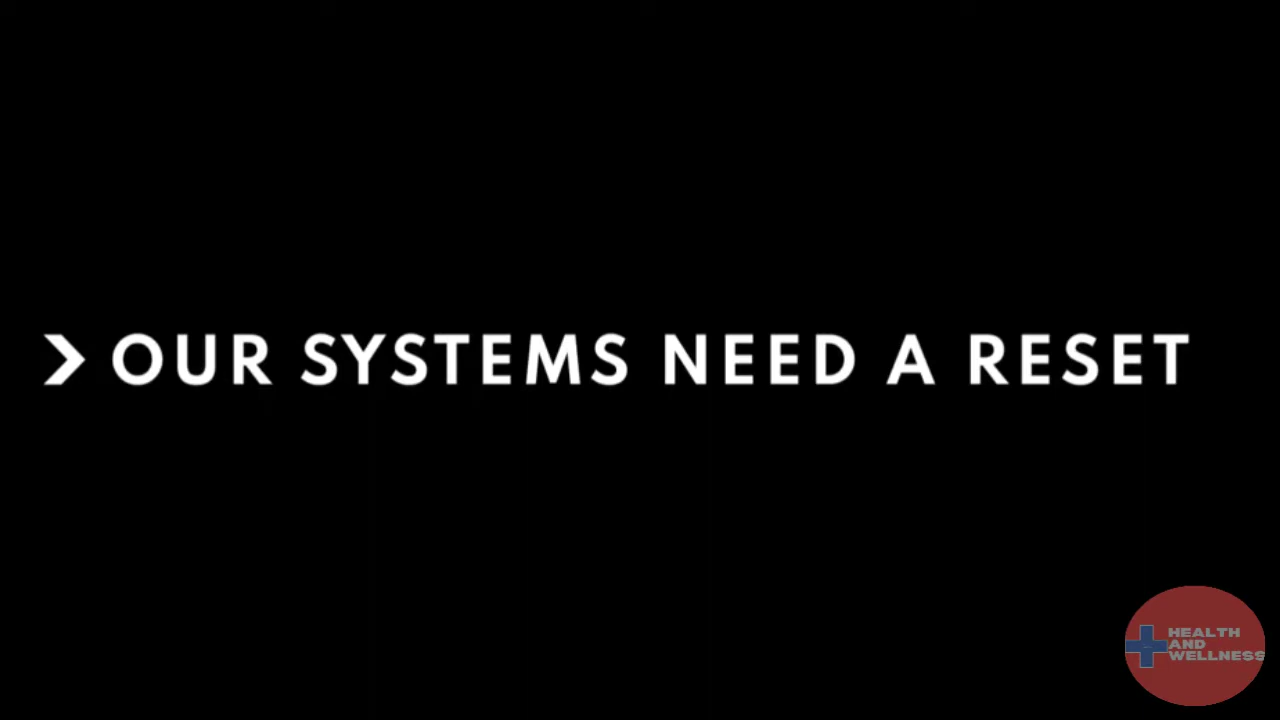 > OUR SYSTEMS NEED A RESET
HEALTH
AND
WELLNESS